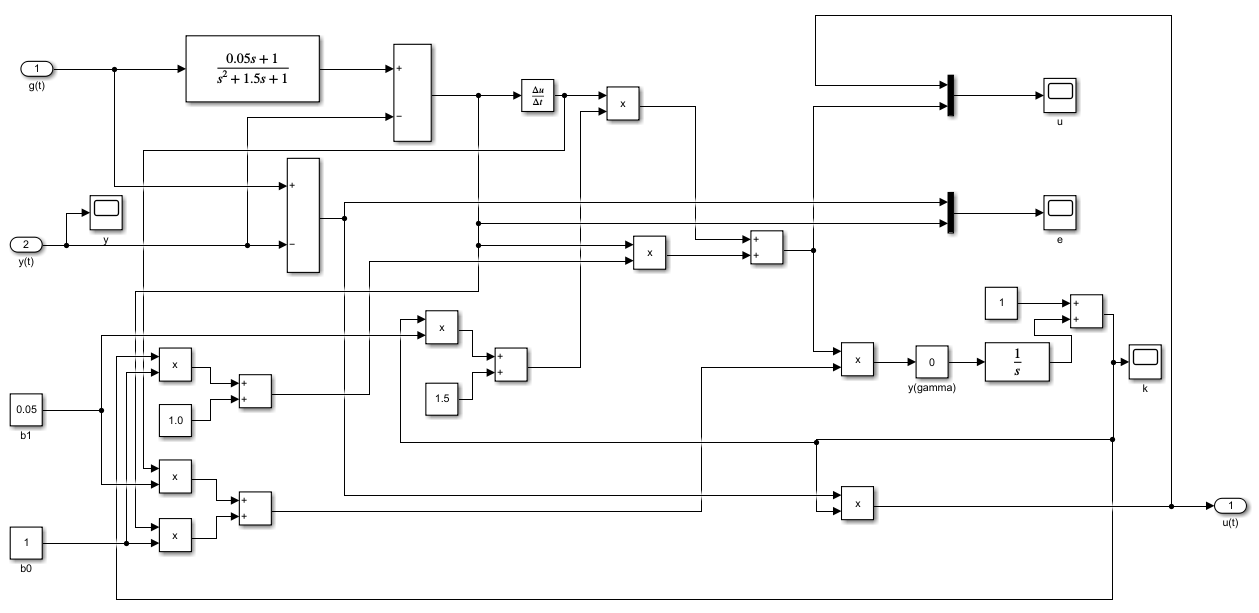 1
g(t)
0.05s + 1
s² + 1.5s + 1
+
−
Δu
Δt
x
u
+
−
y
2
y(t)
e
x
+
+
1
+
+
x
+
+
1.5
x
+
+
1.0
x
0
y(gamma)
1
s
k
0.05
b1
x
+
+
x
x
1
u(t)
1
b0